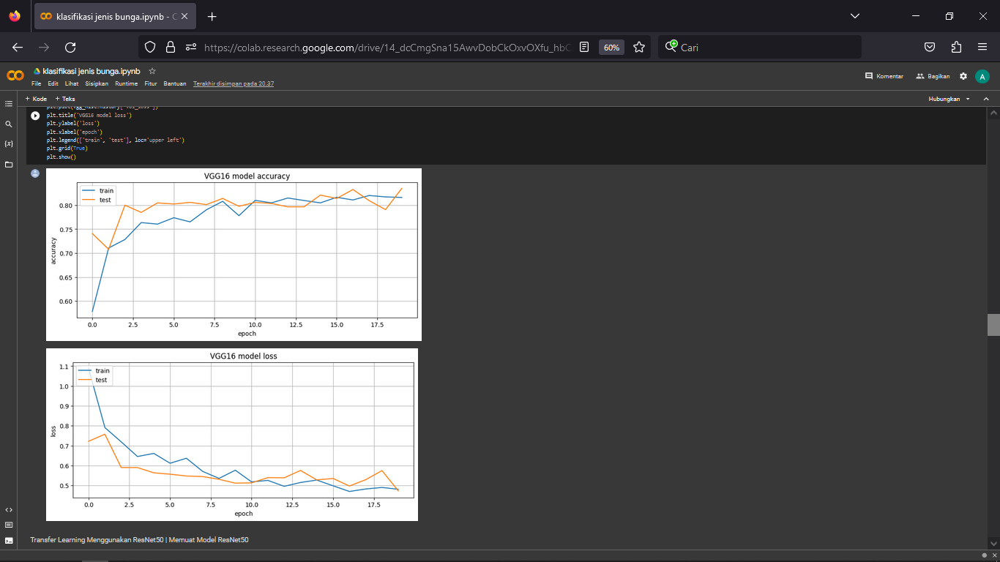 klasifikasi jenis bunga.ipynb - C
https://colab.research.google.com/drive/14_dcCmgSna15AwvDobCkOxvOXfu_hbC
60%
Cari
klasifikasi jenis bunga.ipynb
Komentar
Bagikan
A
File Edit Lihat Sisipkan Runtime Fitur Bantuan Terakhir disimpan pada 20.37
+ Kode + Teks
Hubungkan
plt.title('VGG16 model loss')
plt.ylabel('loss')
plt.xlabel('epoch')
plt.legend(['train', 'test'], loc='upper left')
plt.grid(True)
plt.show()
VGG16 model accuracy
train
test
accuracy
0.80
0.75
0.70
0.65
0.60
0.0 2.5 5.0 7.5 10.0 12.5 15.0 17.5
epoch
VGG16 model loss
train
test
loss
1.1
1.0
0.9
0.8
0.7
0.6
0.5
0.0 2.5 5.0 7.5 10.0 12.5 15.0 17.5
epoch
Transfer Learning Menggunakan ResNet50 | Memuat Model ResNet50